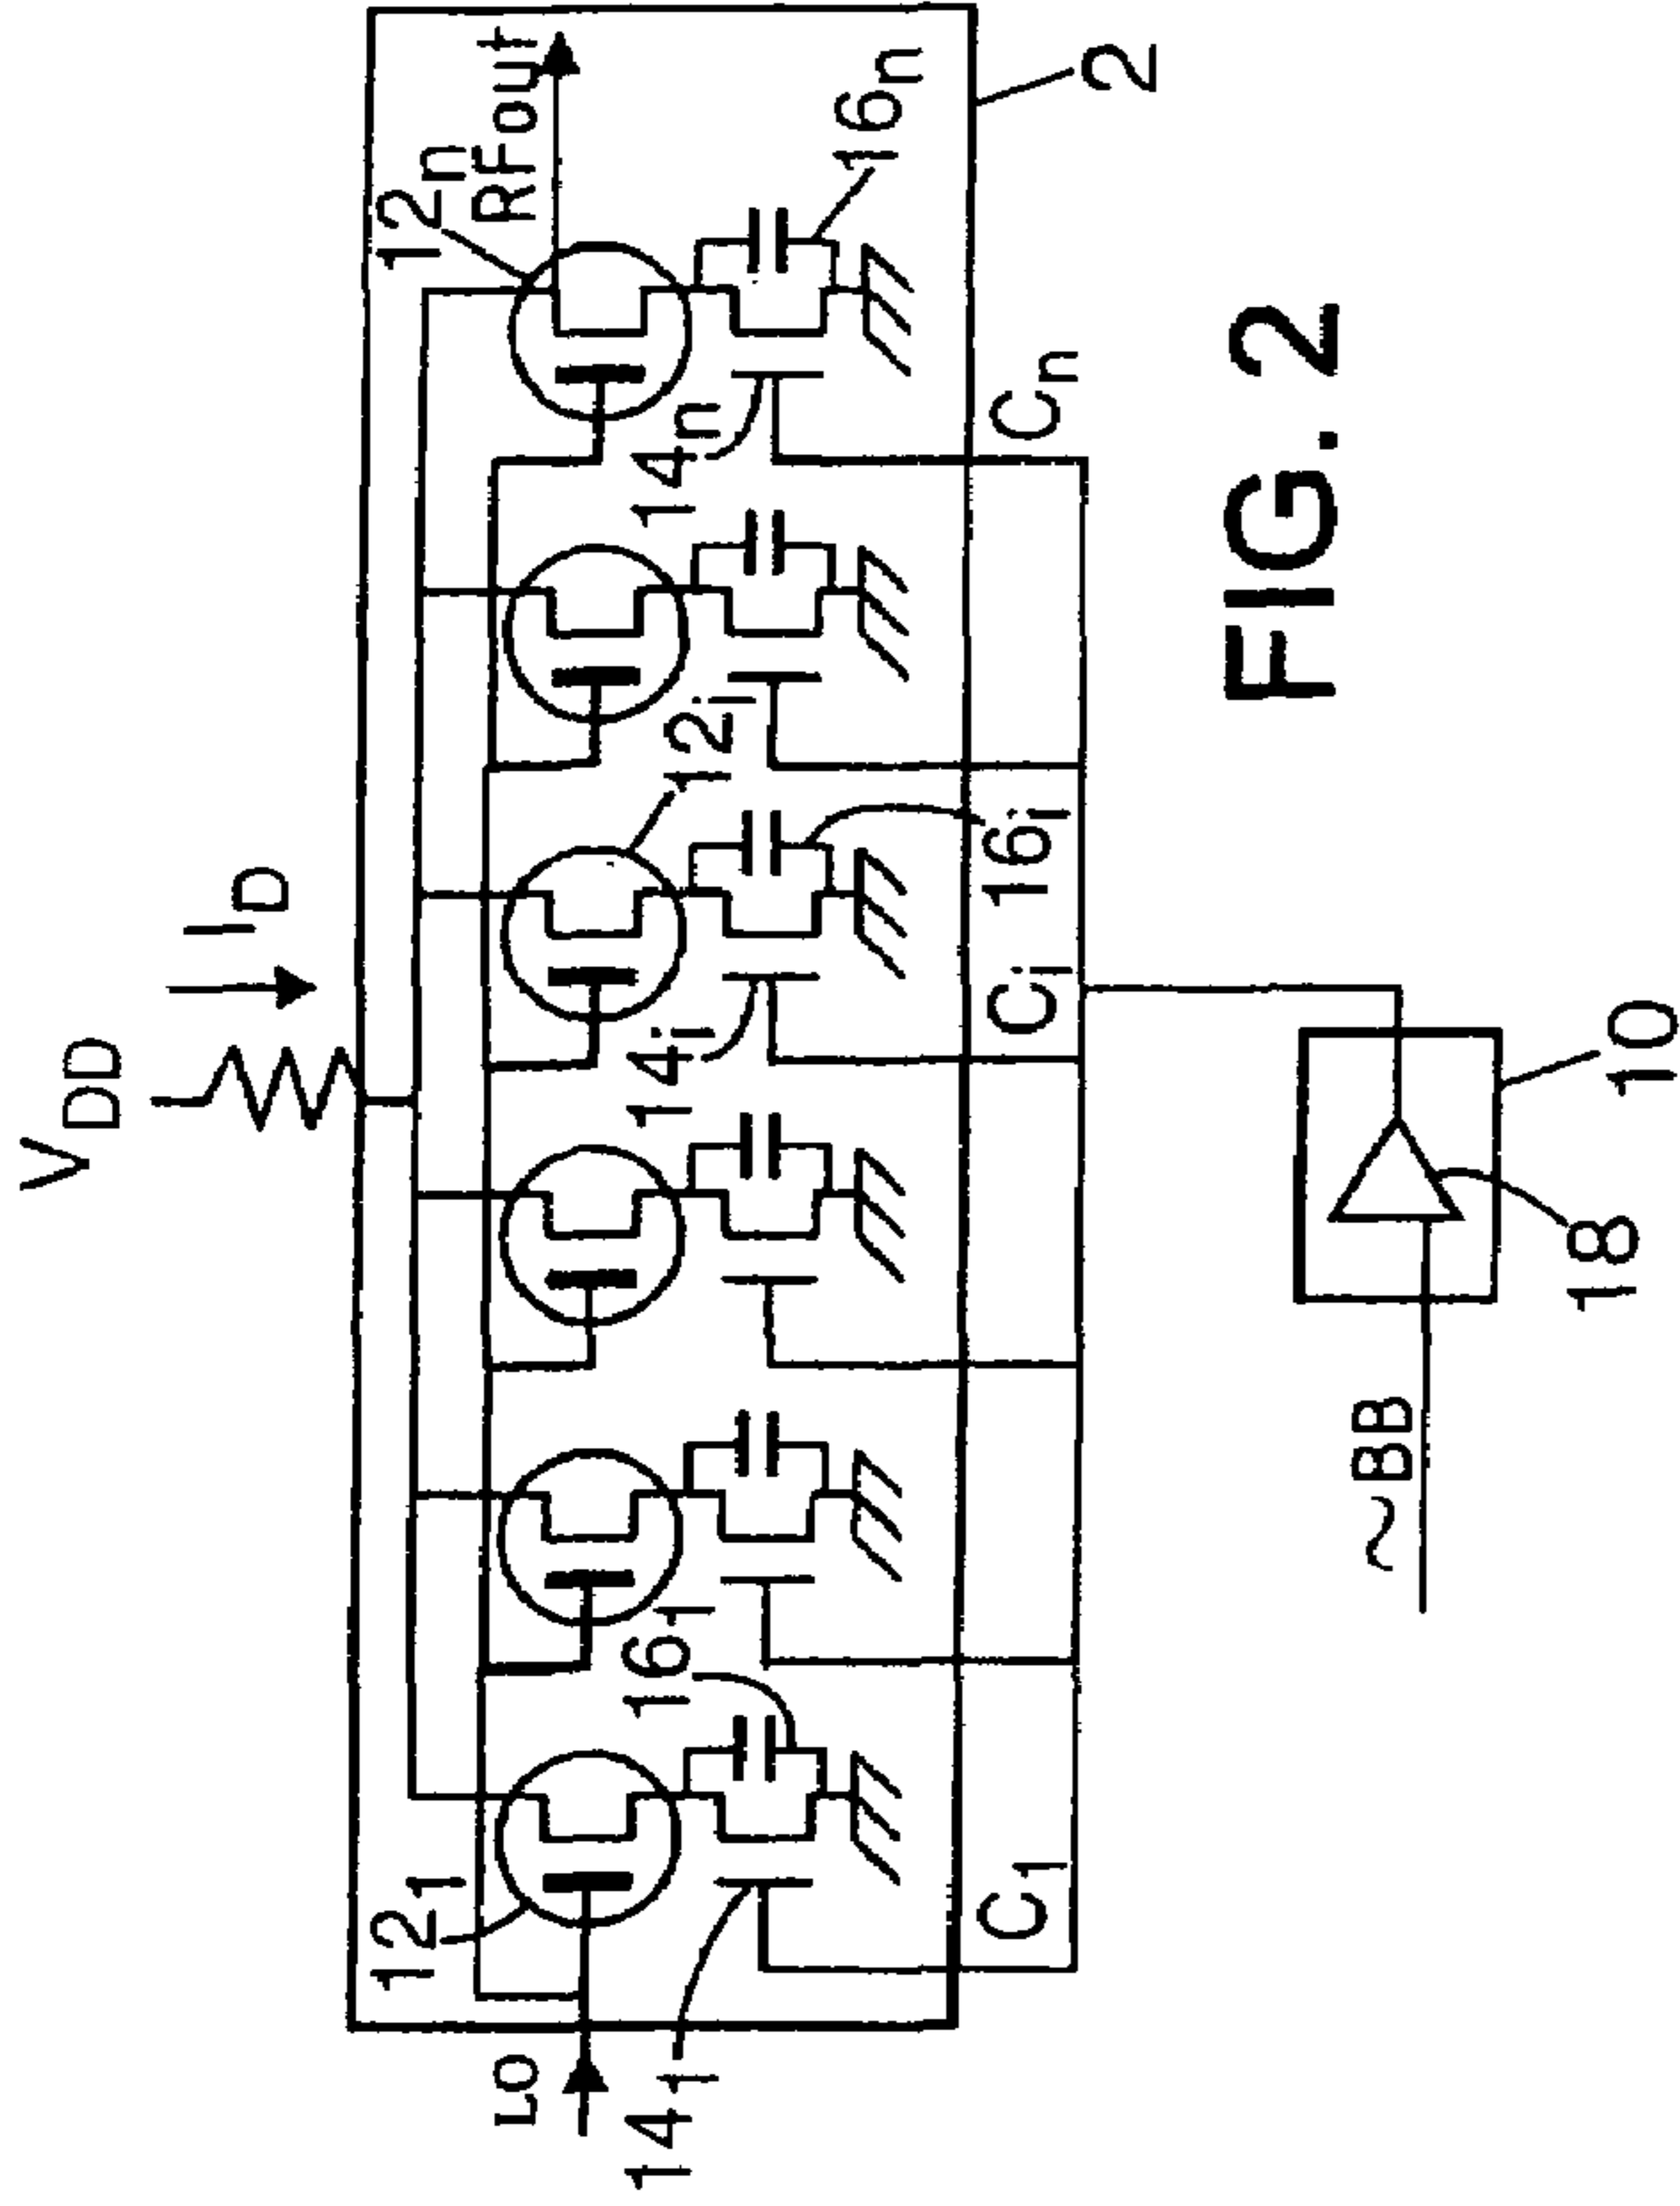 V_DD
I_D
12_1
12_n
RFout
LO
14_1
16_1
14_i
12_i
14_n
16_n
C_1
C_i
16_i
C_n
2
~BB
18
10
FIG. 2